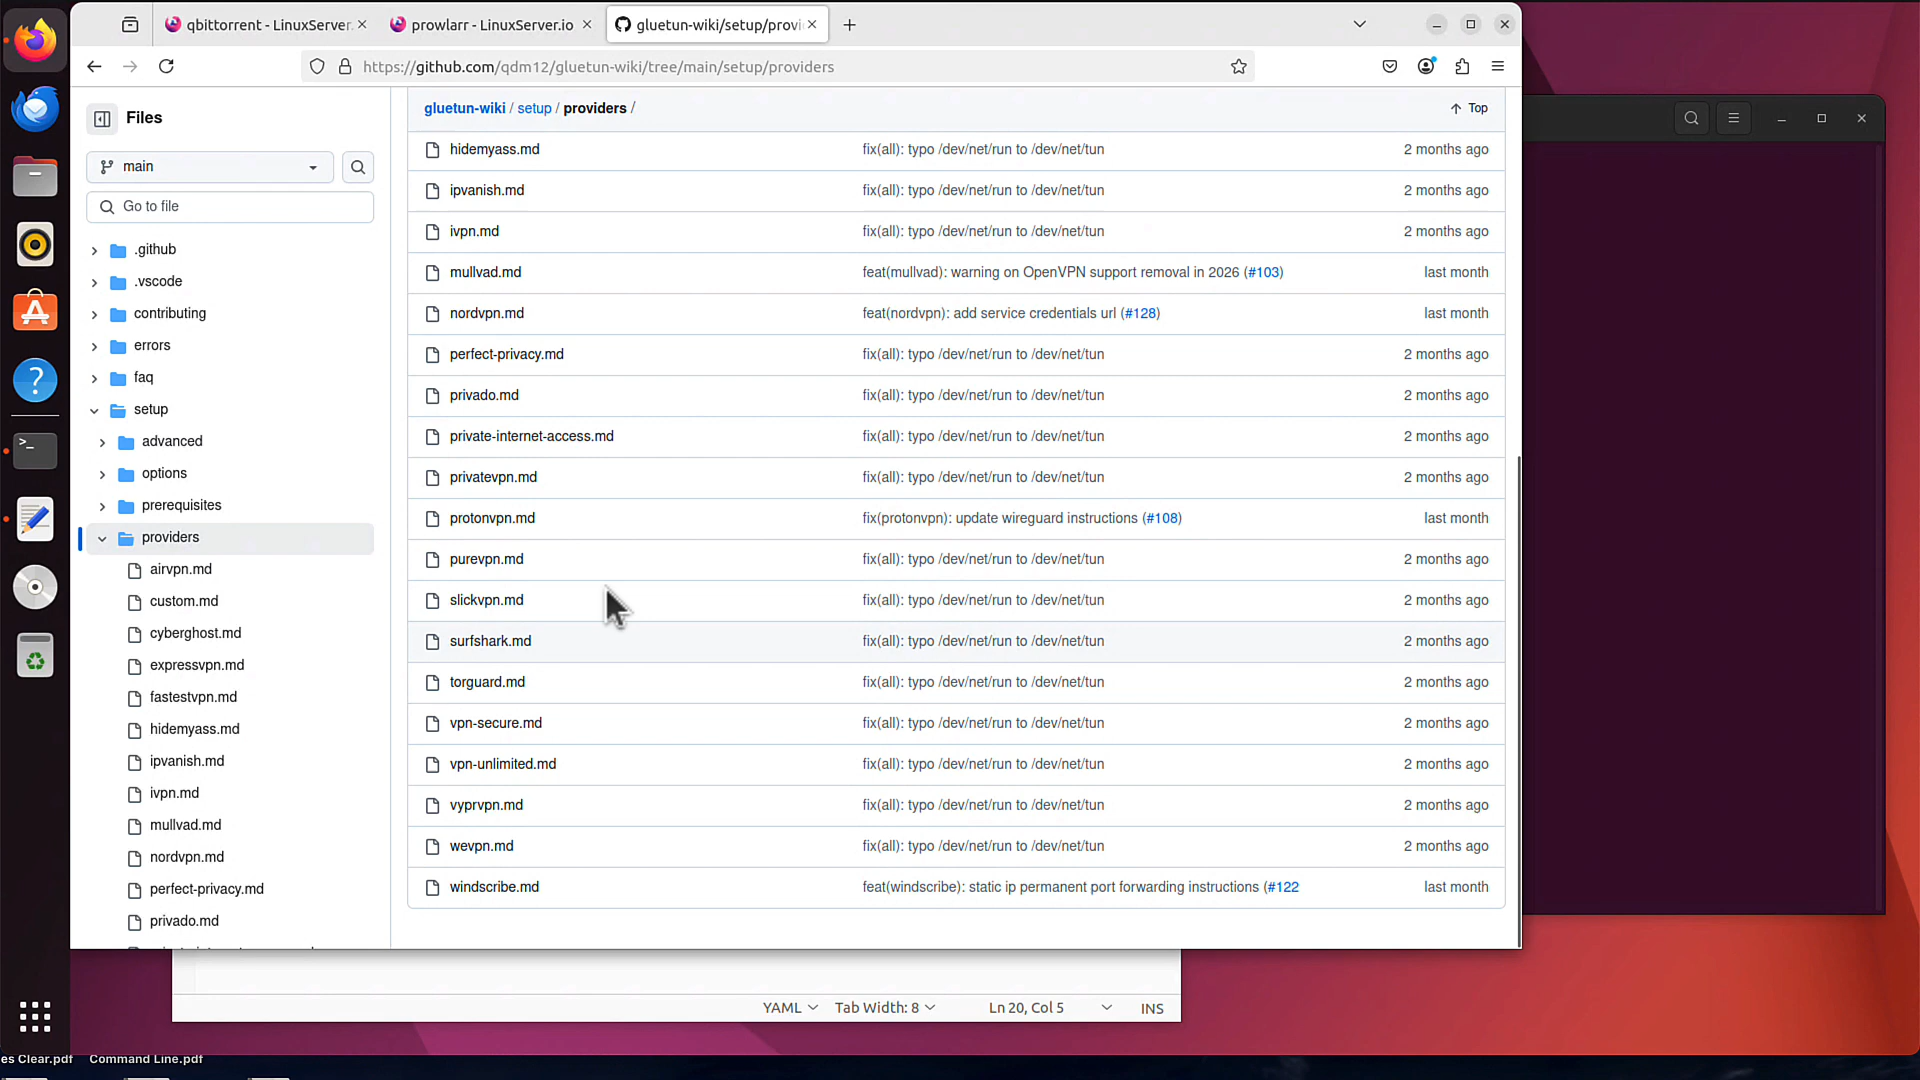 qbittorrent - LinuxServer.
prowlarr - LinuxServer.io
gluetun-wiki/setup/provi
https://github.com/qdm12/gluetun-wiki/tree/main/setup/providers
Files
main
Go to file
.github
.vscode
contributing
errors
faq
setup
advanced
options
prerequisites
providers
airvpn.md
custom.md
cyberghost.md
expressvpn.md
fastestvpn.md
hidemyass.md
ipvanish.md
ivpn.md
mullvad.md
nordvpn.md
perfect-privacy.md
privado.md
gluetun-wiki / setup / providers /
Top
hidemyass.md fix(all): typo /dev/net/run to /dev/net/tun 2 months ago
ipvanish.md fix(all): typo /dev/net/run to /dev/net/tun 2 months ago
ivpn.md fix(all): typo /dev/net/run to /dev/net/tun 2 months ago
mullvad.md feat(mullvad): warning on OpenVPN support removal in 2026 (#103) last month
nordvpn.md feat(nordvpn): add service credentials url (#128) last month
perfect-privacy.md fix(all): typo /dev/net/run to /dev/net/tun 2 months ago
privado.md fix(all): typo /dev/net/run to /dev/net/tun 2 months ago
private-internet-access.md fix(all): typo /dev/net/run to /dev/net/tun 2 months ago
privatevpn.md fix(all): typo /dev/net/run to /dev/net/tun 2 months ago
protonvpn.md fix(protonvpn): update wireguard instructions (#108) last month
purevpn.md fix(all): typo /dev/net/run to /dev/net/tun 2 months ago
slickvpn.md fix(all): typo /dev/net/run to /dev/net/tun 2 months ago
surfshark.md fix(all): typo /dev/net/run to /dev/net/tun 2 months ago
torguard.md fix(all): typo /dev/net/run to /dev/net/tun 2 months ago
vpn-secure.md fix(all): typo /dev/net/run to /dev/net/tun 2 months ago
vpn-unlimited.md fix(all): typo /dev/net/run to /dev/net/tun 2 months ago
vyprvpn.md fix(all): typo /dev/net/run to /dev/net/tun 2 months ago
wevpn.md fix(all): typo /dev/net/run to /dev/net/tun 2 months ago
windscribe.md feat(windscribe): static ip permanent port forwarding instructions (#122 last month
YAML Tab Width: 8 Ln 20, Col 5 INS
es Clear.pdf Command Line.pdf